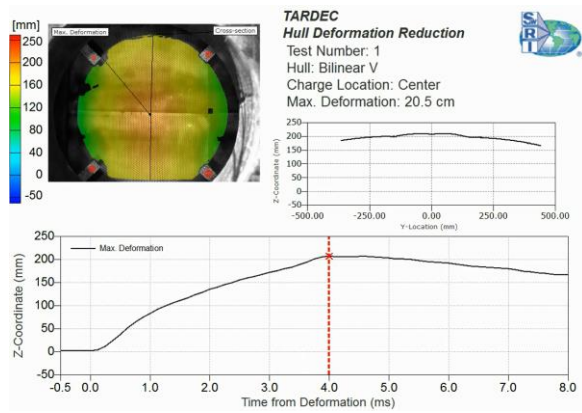 TARDEC
Hull Deformation Reduction
Test Number: 1
Hull: Bilinear V
Charge Location: Center
Max. Deformation: 20.5 cm
SRI
®
[mm]
250
240
200
160
120
80
40
0
-50
Max. Deformation
Cross-section
Z-Coordinate (mm)
250
200
150
100
50
0
-50
-500.00
-250.00
0.00
250.00
500.00
Y-Location (mm)
Z-Coordinate (mm)
250
200
150
100
50
0
-50
Max. Deformation
-0.5
0.0
1.0
2.0
3.0
4.0
5.0
6.0
7.0
8.0
Time from Deformation (ms)